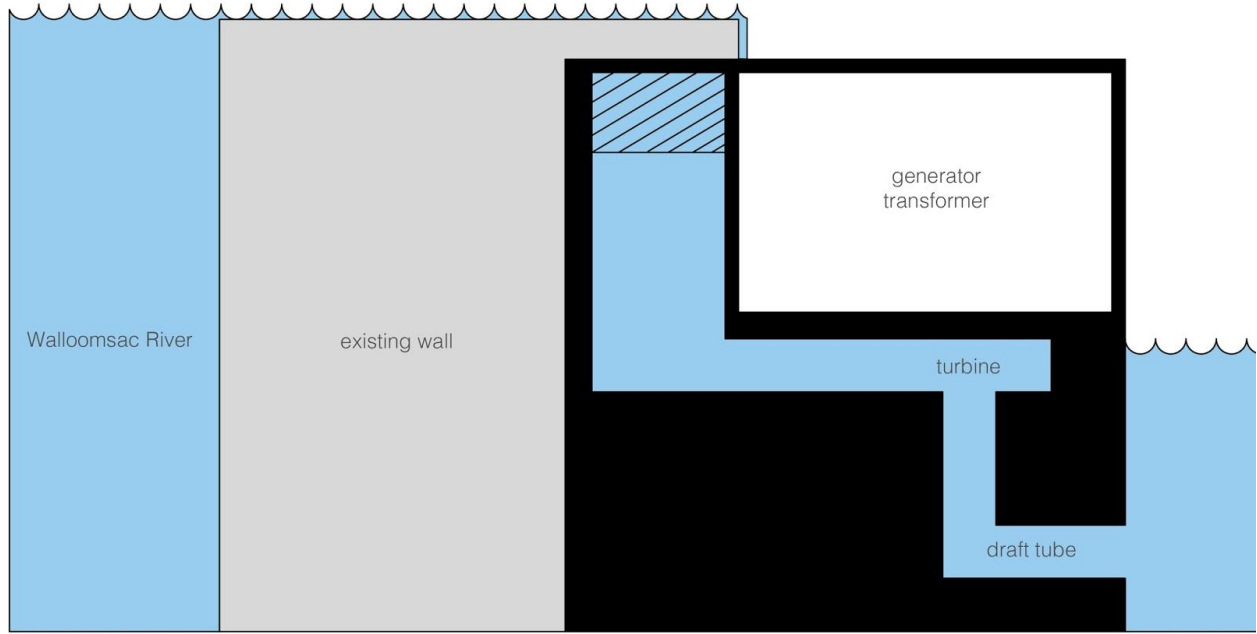 generator
transformer
Walloomsac River
existing wall
turbine
draft tube